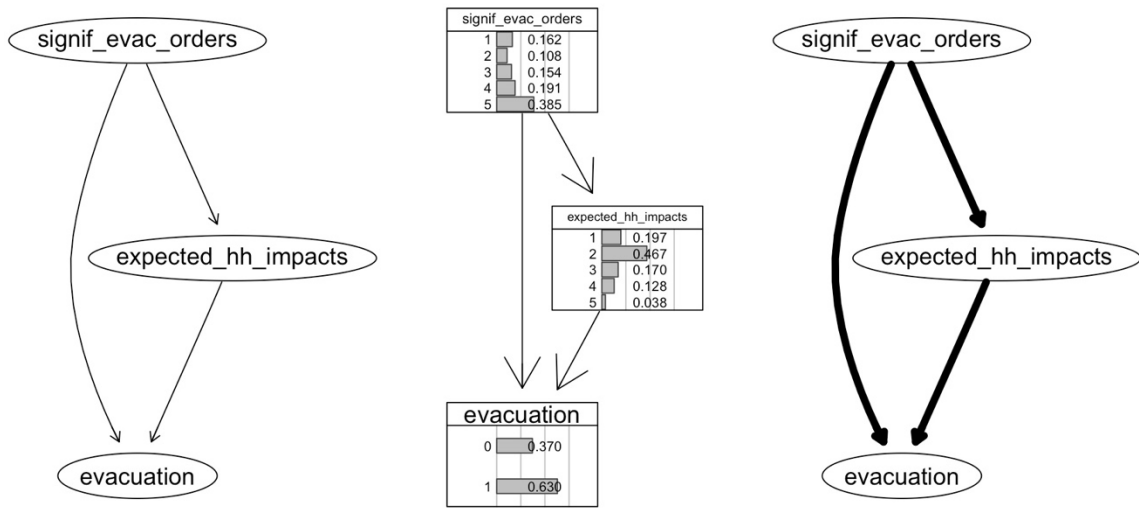 signif_evac_orders
expected_hh_impacts
evacuation
signif_evac_orders
1 0.162
2 0.108
3 0.154
4 0.191
5 0.385
expected_hh_impacts
1 0.197
2 0.467
3 0.170
4 0.128
5 0.038
evacuation
0 0.370
1 0.630
signif_evac_orders
expected_hh_impacts
evacuation